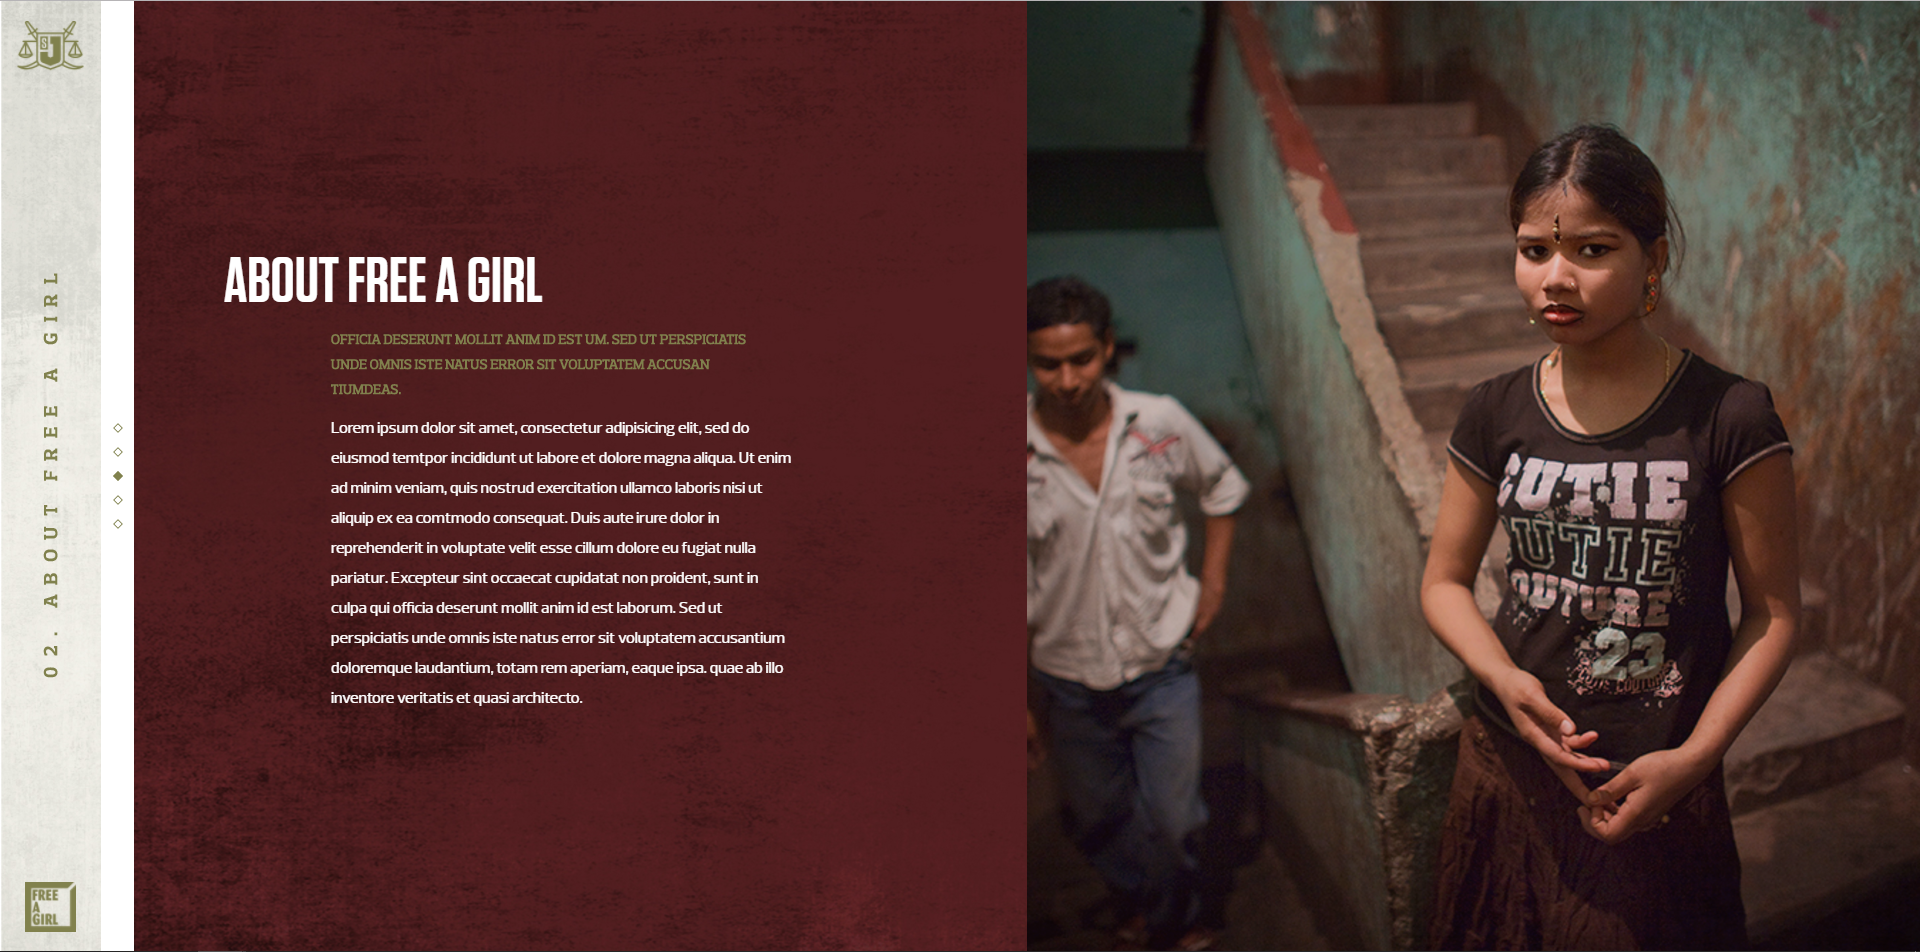 SJ
02. ABOUT FREE A GIRL
FREE
A
GIRL
ABOUT FREE A GIRL
OFFICIA DESERUNT MOLLIT ANIM ID EST UM. SED UT PERSPICIATIS
UNDE OMNIS ISTE NATUS ERROR SIT VOLUPTATEM ACCUSAN
TIUMDEAS.
Lorem ipsum dolor sit amet, consectetur adipisicing elit, sed do
eiusmod temtpor incididunt ut labore et dolore magna aliqua. Ut enim
ad minim veniam, quis nostrud exercitation ullamco laboris nisi ut
aliquip ex ea comtmodo consequat. Duis aute irure dolor in
reprehenderit in voluptate velit esse cillum dolore eu fugiat nulla
pariatur. Excepteur sint occaecat cupidatat non proident, sunt in
culpa qui officia deserunt mollit anim id est laborum. Sed ut
perspiciatis unde omnis iste natus error sit voluptatem accusantium
doloremque laudantium, totam rem aperiam, eaque ipsa. quae ab illo
inventore veritatis et quasi architecto.
CUTIE
CUTIE
COUTURE
23